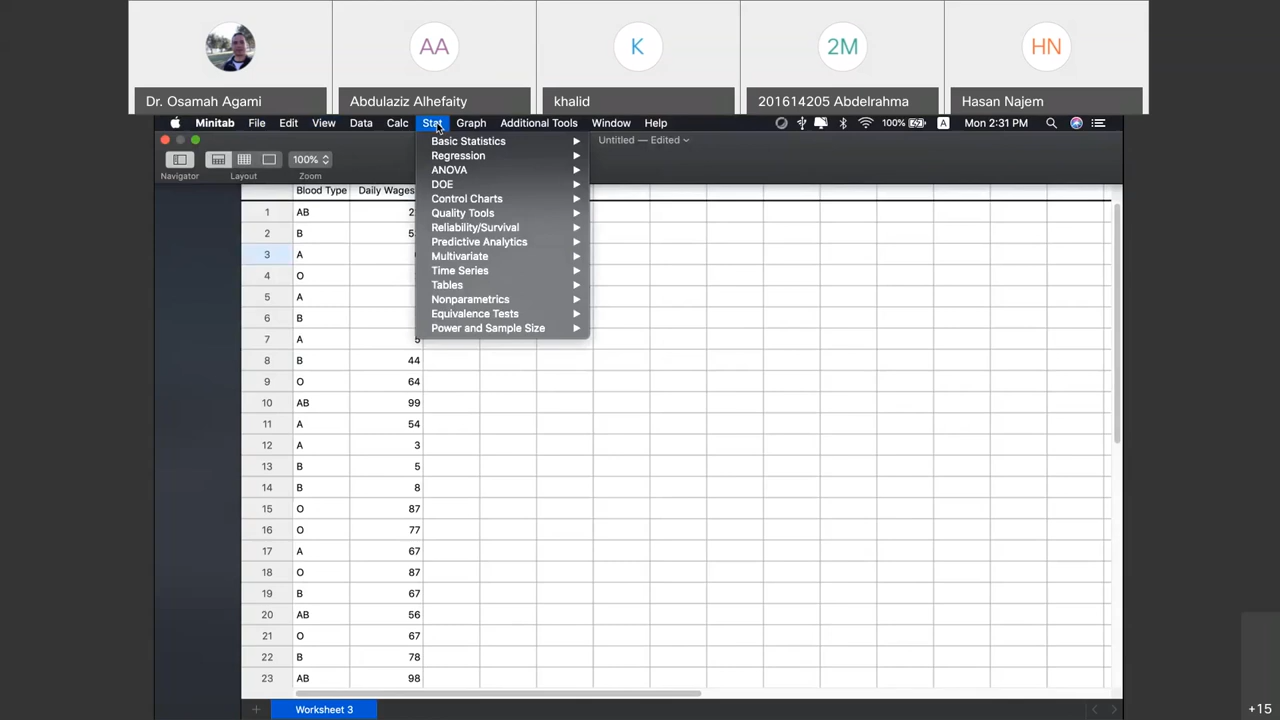 AA
K
2M
HN
Dr. Osamah Agami
Abdulaziz Alhefaity
khalid
201614205 Abdelrahma
Hasan Najem
Minitab File Edit View Data Calc Stat Graph Additional Tools Window Help 100% A Mon 2:31 PM
Untitled — Edited
100%
Navigator Layout Zoom
Basic Statistics
Regression
ANOVA
DOE
Control Charts
Quality Tools
Reliability/Survival
Predictive Analytics
Multivariate
Time Series
Tables
Nonparametrics
Equivalence Tests
Power and Sample Size
Blood Type Daily Wages
1 AB 2
2 B 5
3 A
4 O
5 A
6 B
7 A 5
8 B 44
9 O 64
10 AB 99
11 A 54
12 A 3
13 B 5
14 B 8
15 O 87
16 O 77
17 A 67
18 O 87
19 B 67
20 AB 56
21 O 67
22 B 78
23 AB 98
Worksheet 3
+15